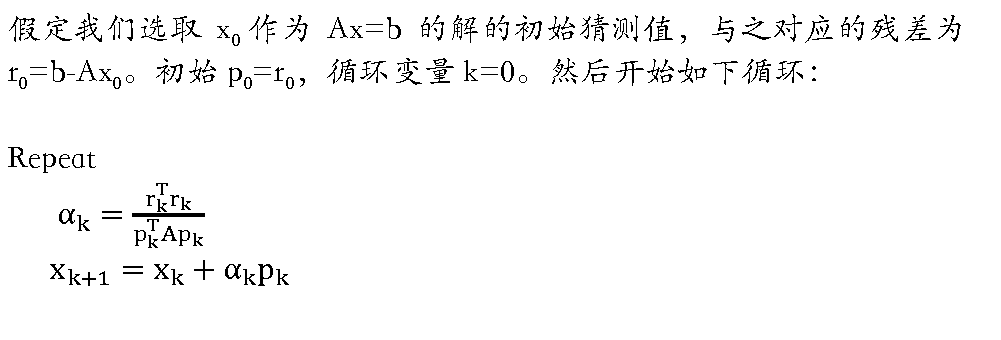 假定我们选取 x₀ 作为 Ax=b 的解的初始猜测值，与之对应的残差为
r₀=b-Ax₀。初始 p₀=r₀，循环变量 k=0。然后开始如下循环：
Repeat
αₖ = rₖᵀrₖ / pₖᵀApₖ
xₖ₊₁ = xₖ + αₖpₖ